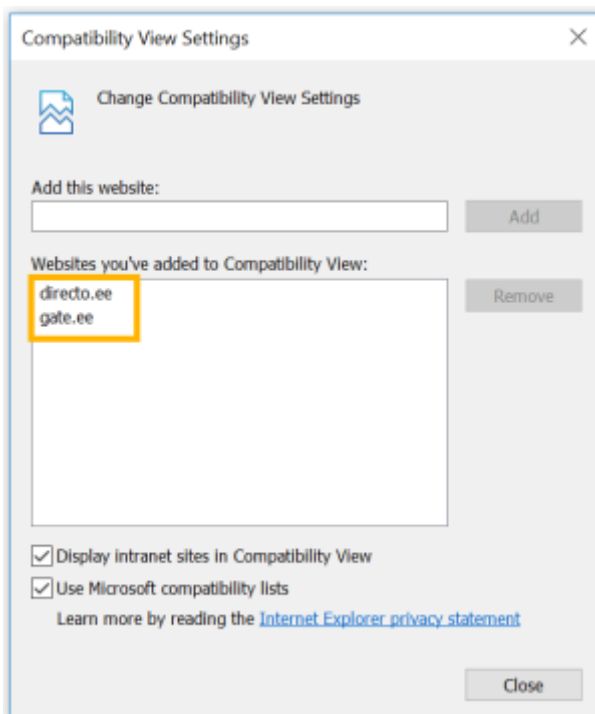 Compatibility View Settings
Change Compatibility View Settings
Add this website:
Add
Websites you've added to Compatibility View:
directo.ee
gate.ee
Remove
Display intranet sites in Compatibility View
Use Microsoft compatibility lists
Learn more by reading the Internet Explorer privacy statement
Close